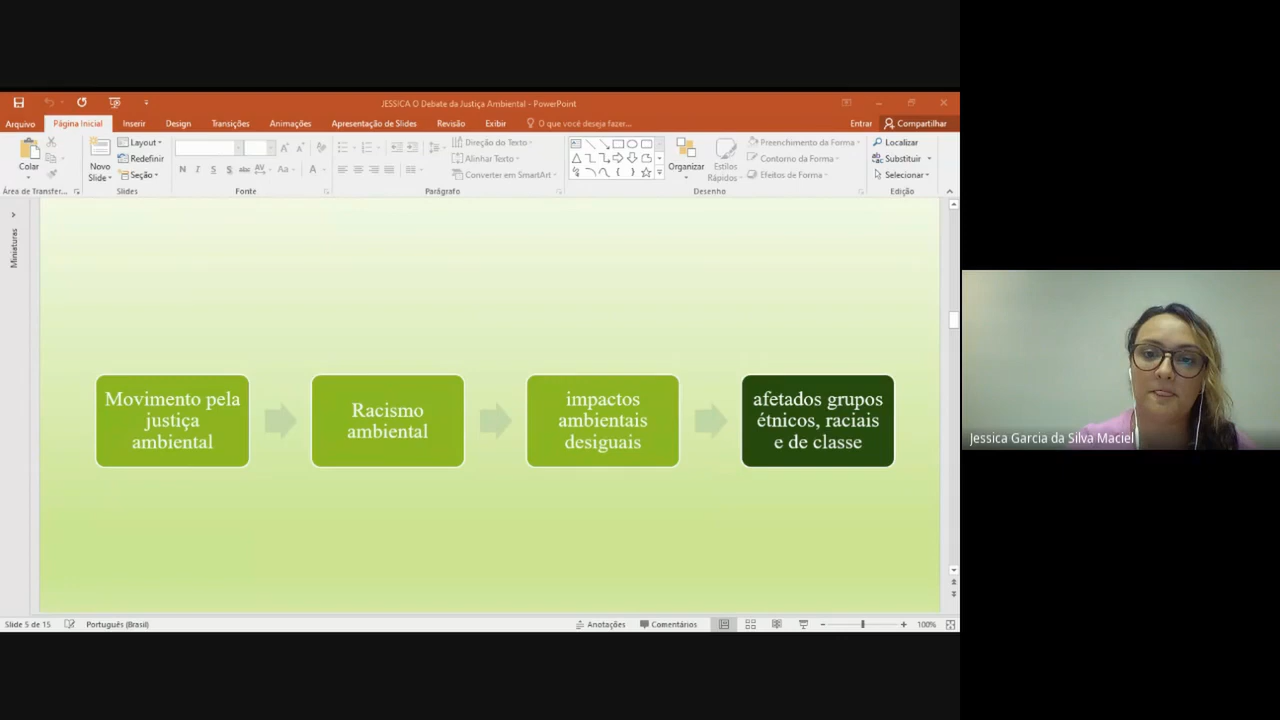 JESSICA O Debate da Justiça Ambiental - PowerPoint
Arquivo Página Inicial Inserir Design Transições Animações Apresentação de Slides Revisão Exibir O que você deseja fazer... Entrar Compartilhar
Colar
Área de Transfer...
Novo
Slide
Layout
Redefinir
Seção
Slides
N I S S abc AV Aa A
Fonte
Direção do Texto
Alinhar Texto
Converter em SmartArt
Parágrafo
Organizar
Estilos
Rápidos
Preenchimento da Forma
Contorno da Forma
Efeitos de Forma
Desenho
Localizar
Substituir
Selecionar
Edição
Miniaturas
Movimento pela
justiça
ambiental
Racismo
ambiental
impactos
ambientais
desiguais
afetados grupos
étnicos, raciais
e de classe
Jessica Garcia da Silva Maciel
Slide 5 de 15 Português (Brasil) Anotações Comentários 100%